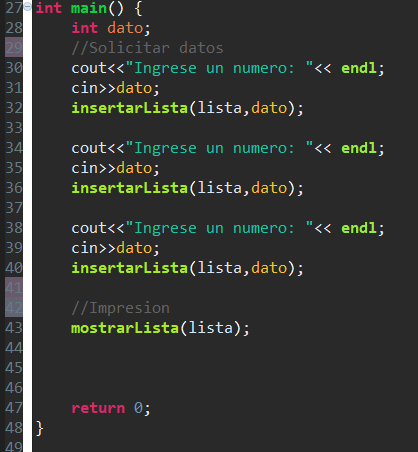 27 int main() {
28 int dato;
29 //Solicitar datos
30 cout<<"Ingrese un numero: "<< endl;
31 cin>>dato;
32 insertarLista(lista,dato);
33
34 cout<<"Ingrese un numero: "<< endl;
35 cin>>dato;
36 insertarLista(lista,dato);
37
38 cout<<"Ingrese un numero: "<< endl;
39 cin>>dato;
40 insertarLista(lista,dato);
41
42 //Impresion
43 mostrarLista(lista);
44
45
46
47 return 0;
48 }
49